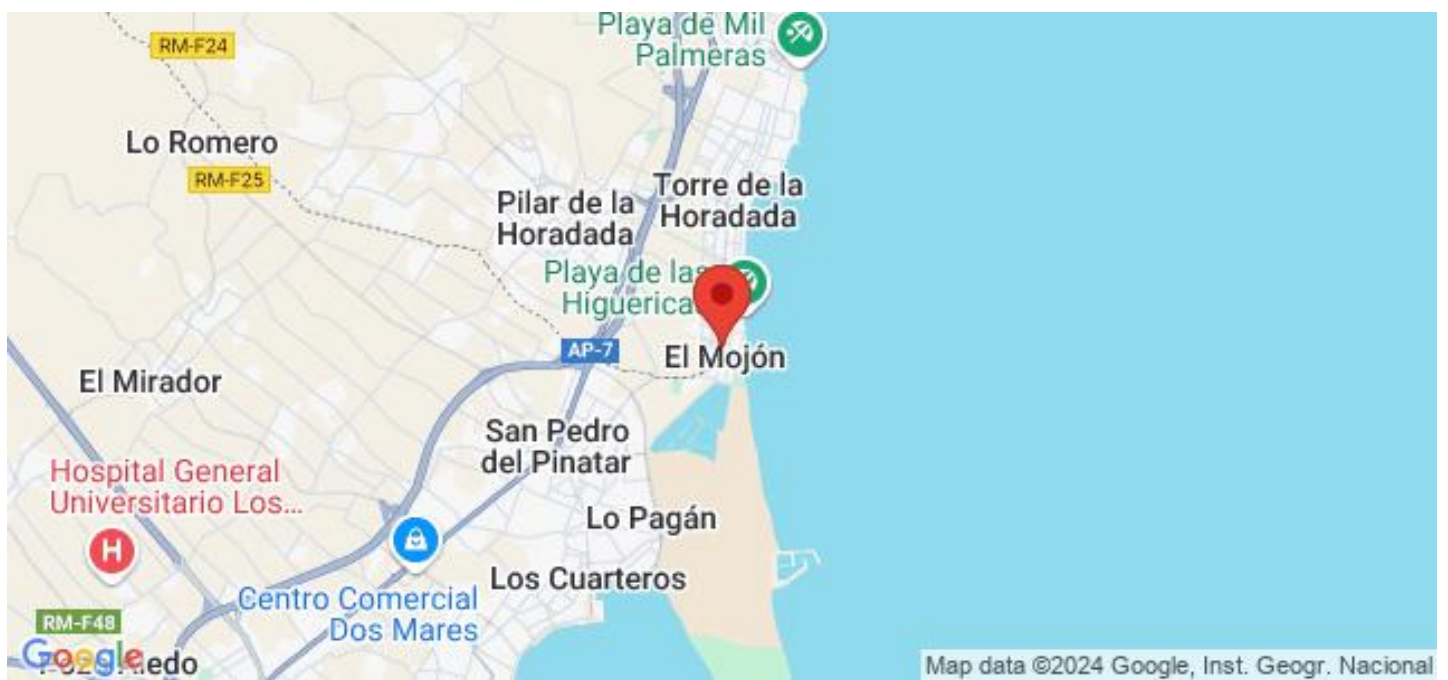 Playa de Mil
Palmeras
RM-F24
Lo Romero
RM-F25
Torre de la
Horadada
Pilar de la
Horadada
Playa de las
Higuerica
AP-7
El Mojón
El Mirador
San Pedro
del Pinatar
Hospital General
Universitario Los...
H
Lo Pagán
Los Cuarteros
Centro Comercial
Dos Mares
RM-F48
Google
edo
Map data ©2024 Google, Inst. Geogr. Nacional